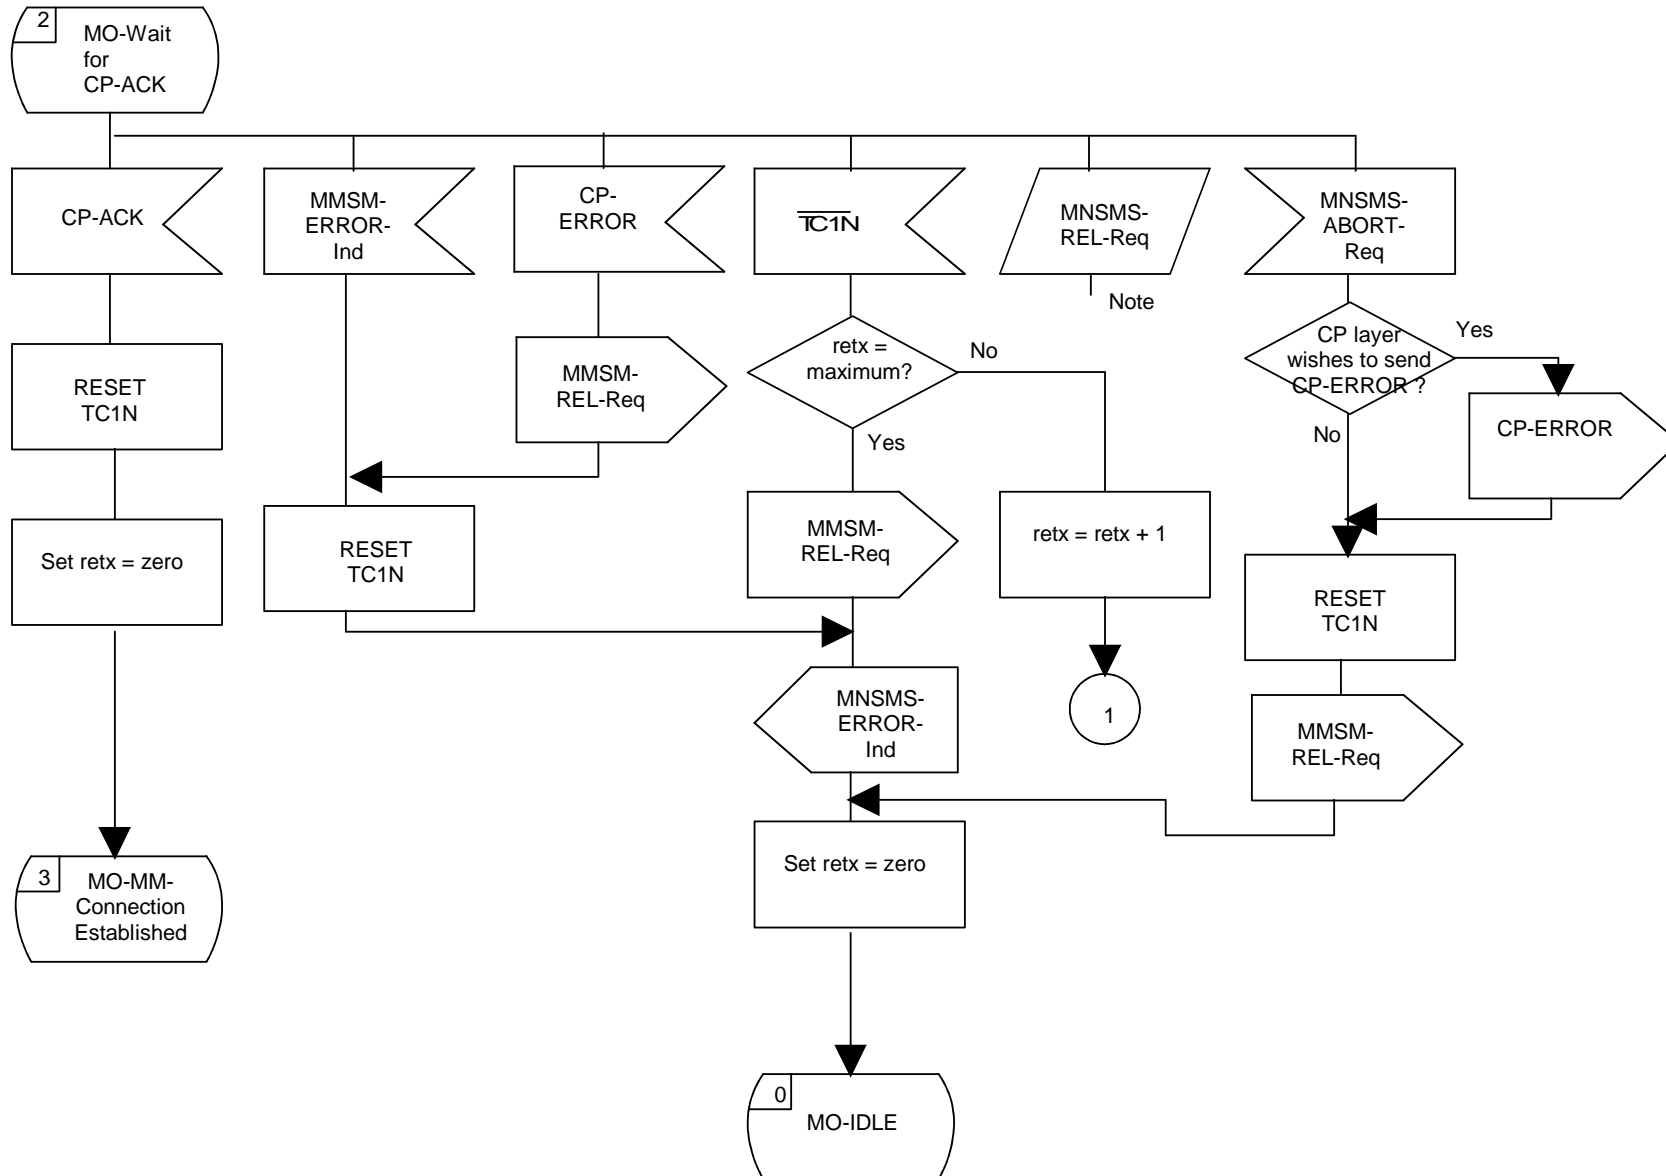 2
MO-Wait
for
CP-ACK
CP-ACK
MMSM-
ERROR-
Ind
CP-
ERROR
TC1N
MNSMS-
REL-Req
Note
MNSMS-
ABORT-
Req
RESET
TC1N
MMSM-
REL-Req
retx =
maximum?
No
Yes
CP layer
wishes to send
CP-ERROR ?
Yes
No
CP-ERROR
Set retx = zero
RESET
TC1N
MMSM-
REL-Req
retx = retx + 1
RESET
TC1N
MNSMS-
ERROR-
Ind
1
MMSM-
REL-Req
3
MO-MM-
Connection
Established
Set retx = zero
0
MO-IDLE